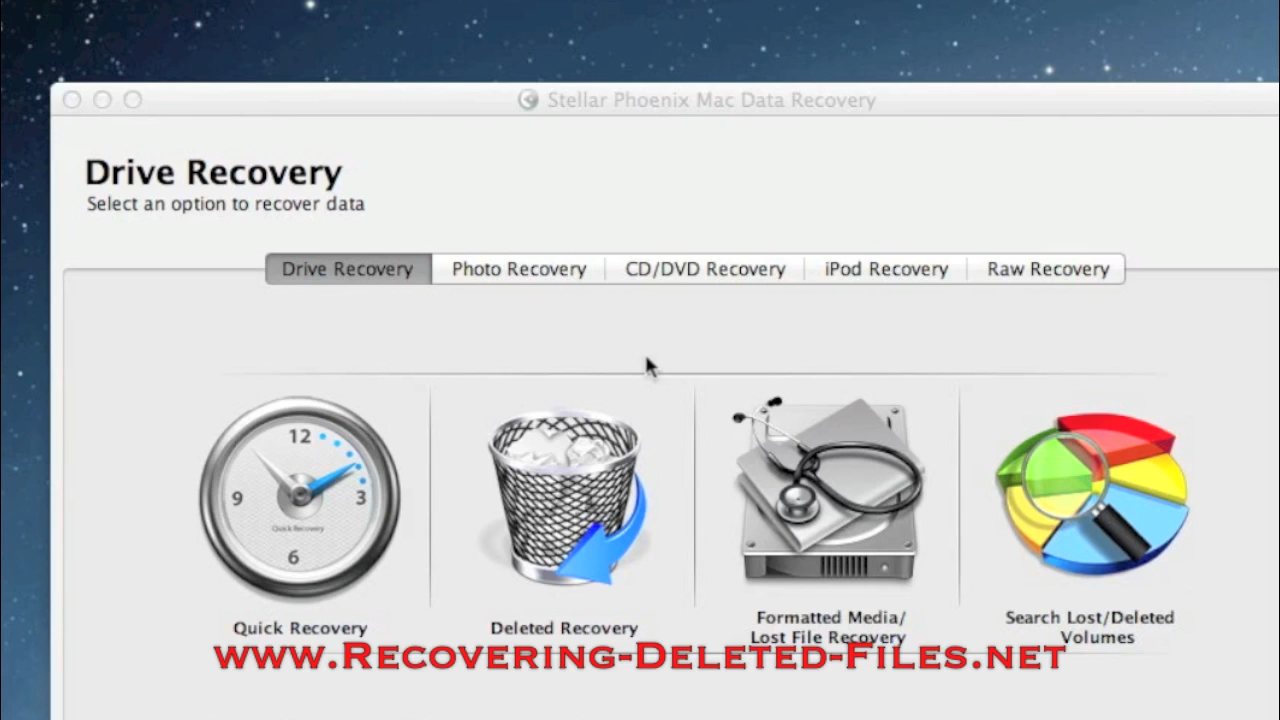 Stellar Phoenix Mac Data Recovery
Drive Recovery
Select an option to recover data
Drive Recovery Photo Recovery CD/DVD Recovery iPod Recovery Raw Recovery
12
9
3
Quick Recovery
6
Quick Recovery
Deleted Recovery
Formatted Media/
Lost File Recovery
Search Lost/Deleted
Volumes
www.Recovering-Deleted-Files.net